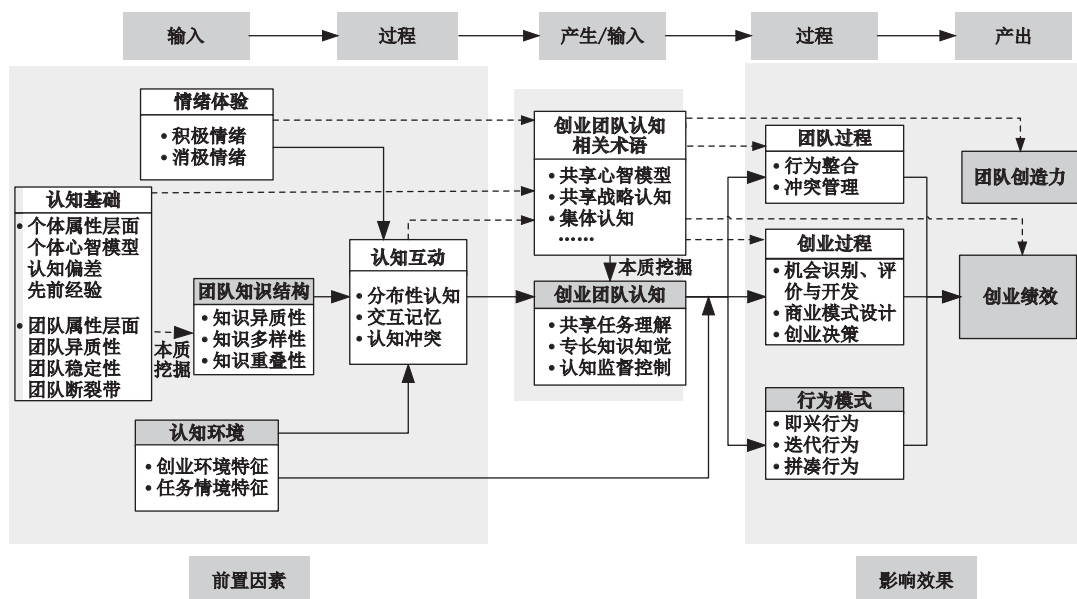 输入
过程
产生/输入
过程
产出
情绪体验
• 积极情绪
• 消极情绪
认知基础
• 个体属性层面
个体心智模型
认知偏差
先前经验
• 团队属性层面
团队异质性
团队稳定性
团队断裂带
本质
挖掘
团队知识结构
• 知识异质性
• 知识多样性
• 知识重叠性
认知环境
• 创业环境特征
• 任务情境特征
认知互动
• 分布性认知
• 交互记忆
• 认知冲突
创业团队认知
相关术语
• 共享心智模型
• 共享战略认知
• 集体认知
• ••••••
本质挖掘
创业团队认知
• 共享任务理解
• 专长知识知觉
• 认知监督控制
团队过程
• 行为整合
• 冲突管理
创业过程
• 机会识别、评
价与开发
• 商业模式设计
• 创业决策
行为模式
• 即兴行为
• 迭代行为
• 拼凑行为
团队创造力
创业绩效
前置因素
影响效果